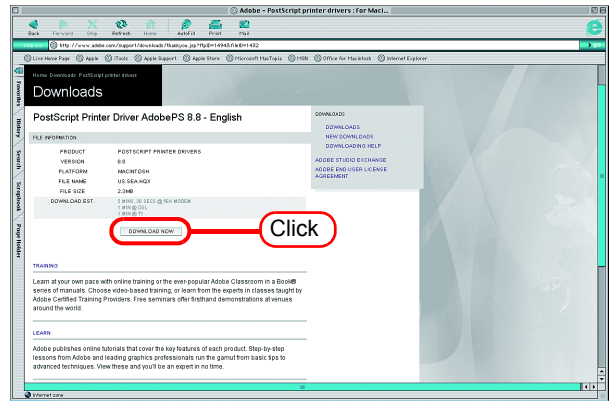 Adobe - PostScript printer drivers : For Maci...
Back Forward Stop Refresh Home AutoFill Print Mail
http://www.adobe.com/support/downloads/thankyou.jsp?ftpID=1494&fileID=1482
go
Live Home Page Apple iTools Apple Support Apple Store Microsoft MacTopia MSN Office for Macintosh Internet Explorer
Favorites
History
Search
Scrapbook
Page Holder
Home Downloads PostScript printer drivers
Downloads
PostScript Printer Driver AdobePS 8.8 - English
FILE INFORMATION
PRODUCT POSTSCRIPT PRINTER DRIVERS
VERSION 8.8
PLATFORM MACINTOSH
FILE NAME US.SEA.HQX
FILE SIZE 2.3MB
DOWNLOAD EST. 5 MINS, 30 SECS @ 56K MODEM
1 MIN @ DSL
1 MIN @ T1
DOWNLOAD NOW
Click
DOWNLOADS
DOWNLOADS
NEW DOWNLOADS
DOWNLOADING HELP
ADOBE STUDIO EXCHANGE
ADOBE END-USER LICENSE
AGREEMENT
TRAINING
Learn at your own pace with online training or the ever-popular Adobe Classroom in a Book®
series of manuals. Choose video-based training, or learn from the experts in classes taught by
Adobe Certified Training Providers. Free seminars offer firsthand demonstrations at venues
around the world.
LEARN
Adobe publishes online tutorials that cover the key features of each product. Step-by-step
lessons from Adobe and leading graphics professionals run the gamut from basic tips to
advanced techniques. View these and you'll be an expert in no time.
Internet zone